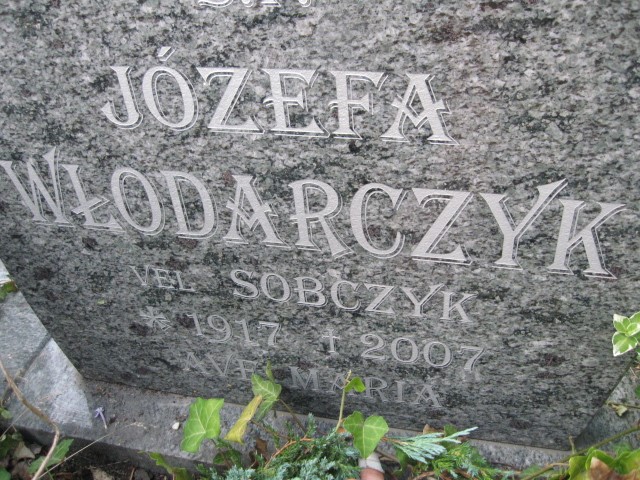 JÓZEFA
WŁODARCZYK
VEL SOBCZYK
* 1917 † 2007
AVE MARIA